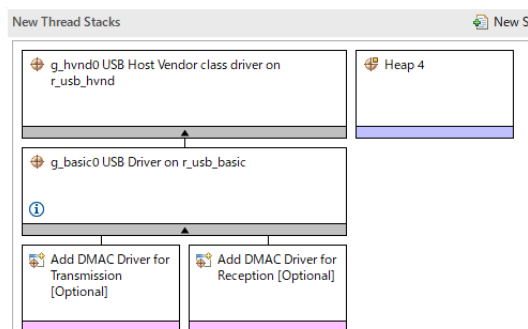 New Thread Stacks
New S
g_hvnd0 USB Host Vendor class driver on
r_usb_hvnd
Heap 4
g_basic0 USB Driver on r_usb_basic
Add DMAC Driver for
Transmission
[Optional]
Add DMAC Driver for
Reception [Optional]